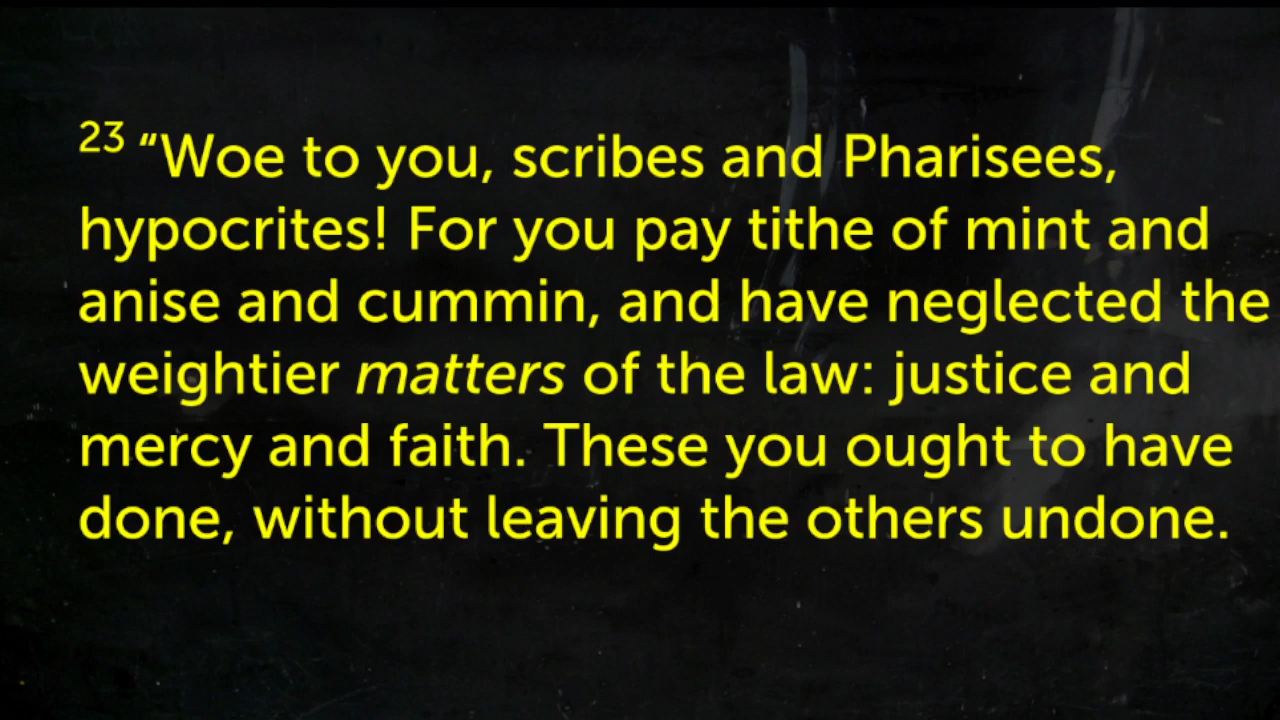 23 “Woe to you, scribes and Pharisees,
hypocrites! For you pay tithe of mint and
anise and cummin, and have neglected the
weightier matters of the law: justice and
mercy and faith. These you ought to have
done, without leaving the others undone.